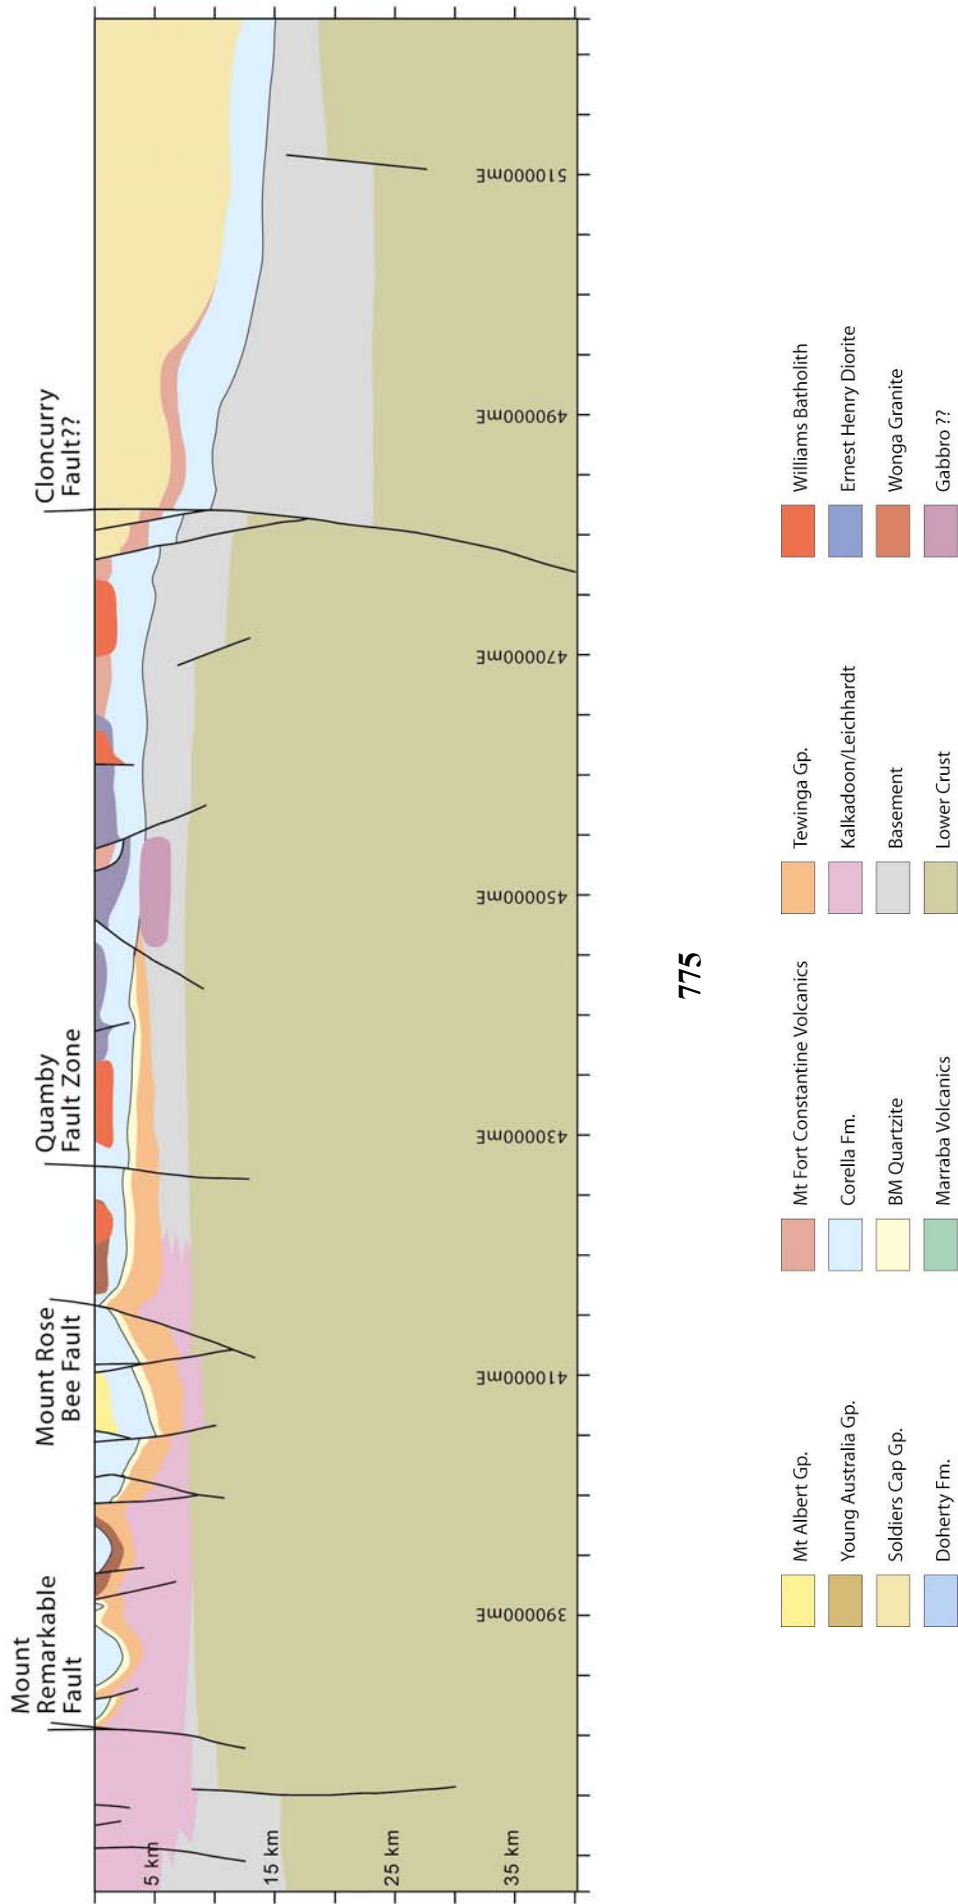 Mount
Remarkable
Fault
Mount Rose
Bee Fault
Quamby
Fault Zone
Cloncurry
Fault??
5 km
15 km
25 km
35 km
390000mE
410000mE
430000mE
450000mE
470000mE
490000mE
510000mE
775
Mt Albert Gp.
Young Australia Gp.
Soldiers Cap Gp.
Doherty Fm.
Mt Fort Constantine Volcanics
Corella Fm.
BM Quartzite
Marraba Volcanics
Tewinga Gp.
Kalkadoon/Leichhardt
Basement
Lower Crust
Williams Batholith
Ernest Henry Diorite
Wonga Granite
Gabbro ??